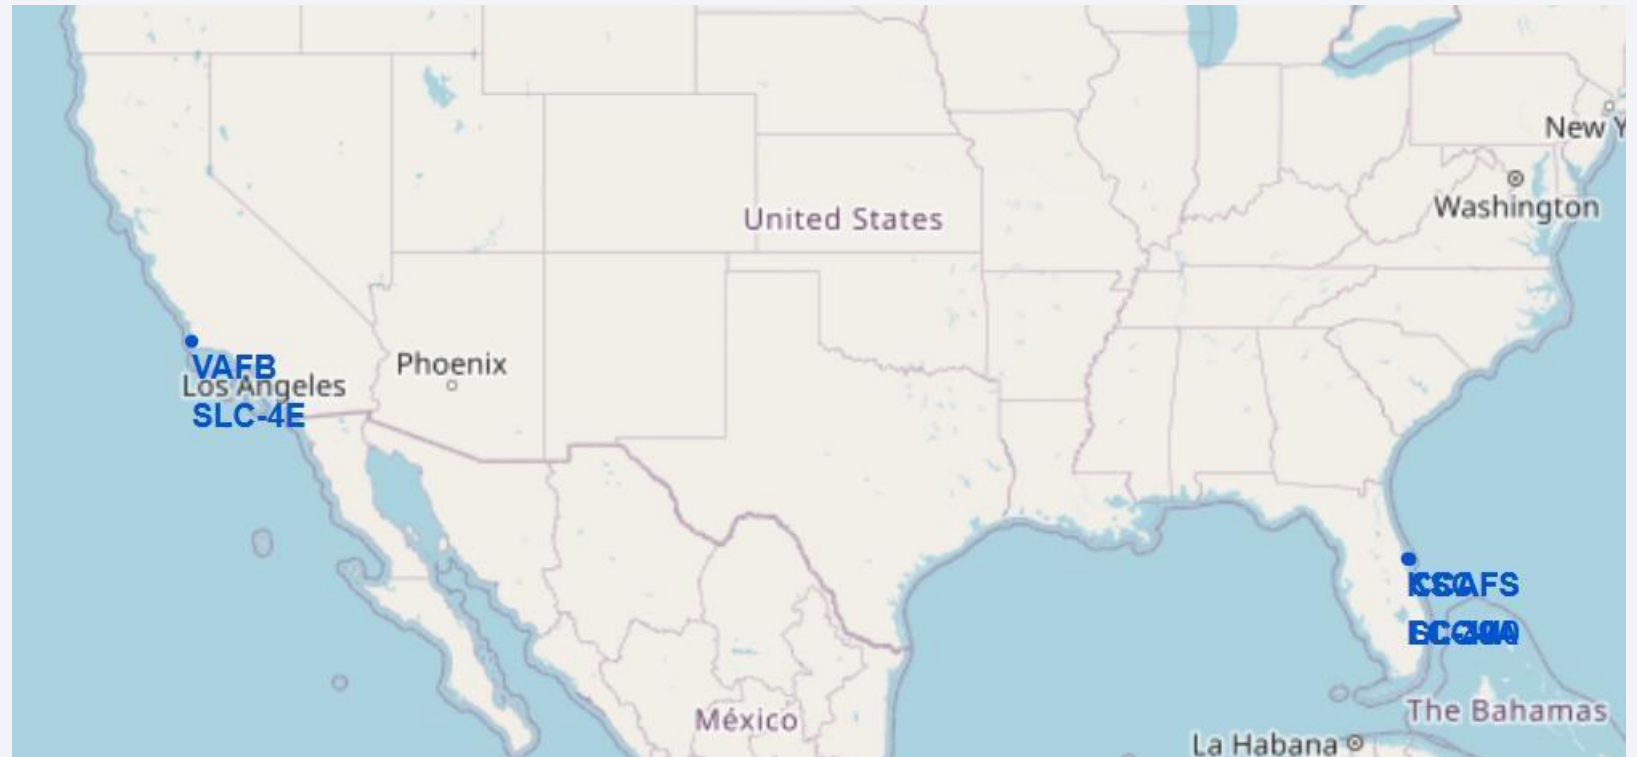 New Y
Washington
United States
Phoenix
VAFB
Los Angeles
SLC-4E
The Bahamas
México
La Habana